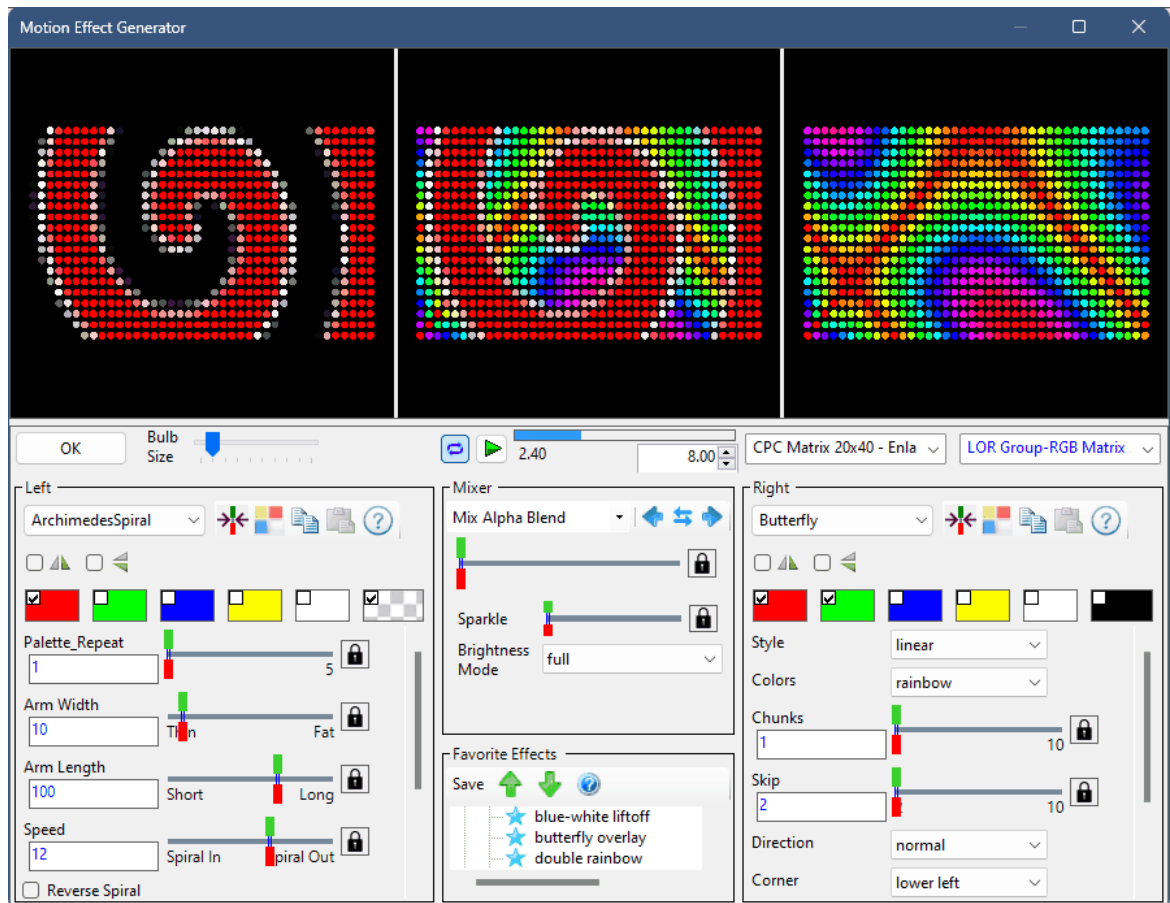 Motion Effect Generator
OK
Bulb
Size
2.40
8.00
CPC Matrix 20x40 - Enla
LOR Group-RGB Matrix
Left
ArchimedesSpiral
Palette_Repeat
1
5
Arm Width
10
Thin
Fat
Arm Length
100
Short
Long
Speed
12
Spiral In
piral Out
Reverse Spiral
Mixer
Mix Alpha Blend
Sparkle
Brightness
Mode
full
Favorite Effects
Save
blue-white liftoff
butterfly overlay
double rainbow
Right
Butterfly
Style
linear
Colors
rainbow
Chunks
1
10
Skip
2
10
Direction
normal
Corner
lower left